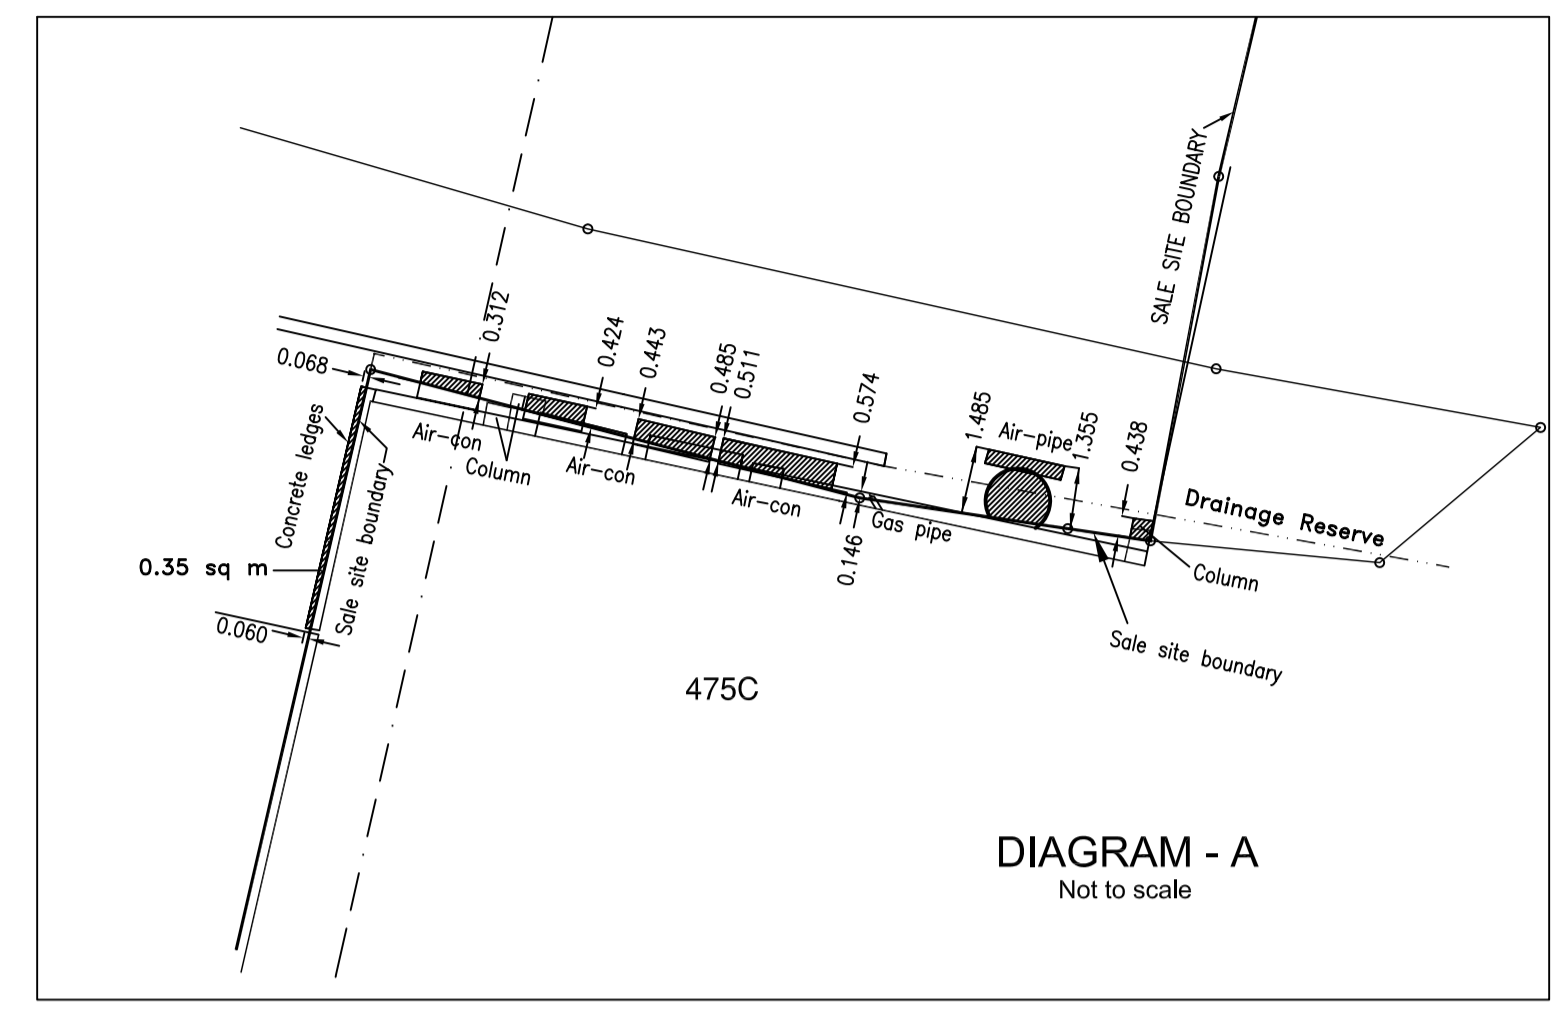 SALE SITE BOUNDARY
0.312
0.424
0.443
0.485
0.511
0.574
0.068
1.485
Air-pipe
1.355
0.438
Concrete ledges
Sale site boundary
Air-con
Column
Air-con
Air-con
Gas pipe
0.146
Drainage Reserve
Column
Sale site boundary
0.35 sq m
0.060
475C
DIAGRAM - A
Not to scale